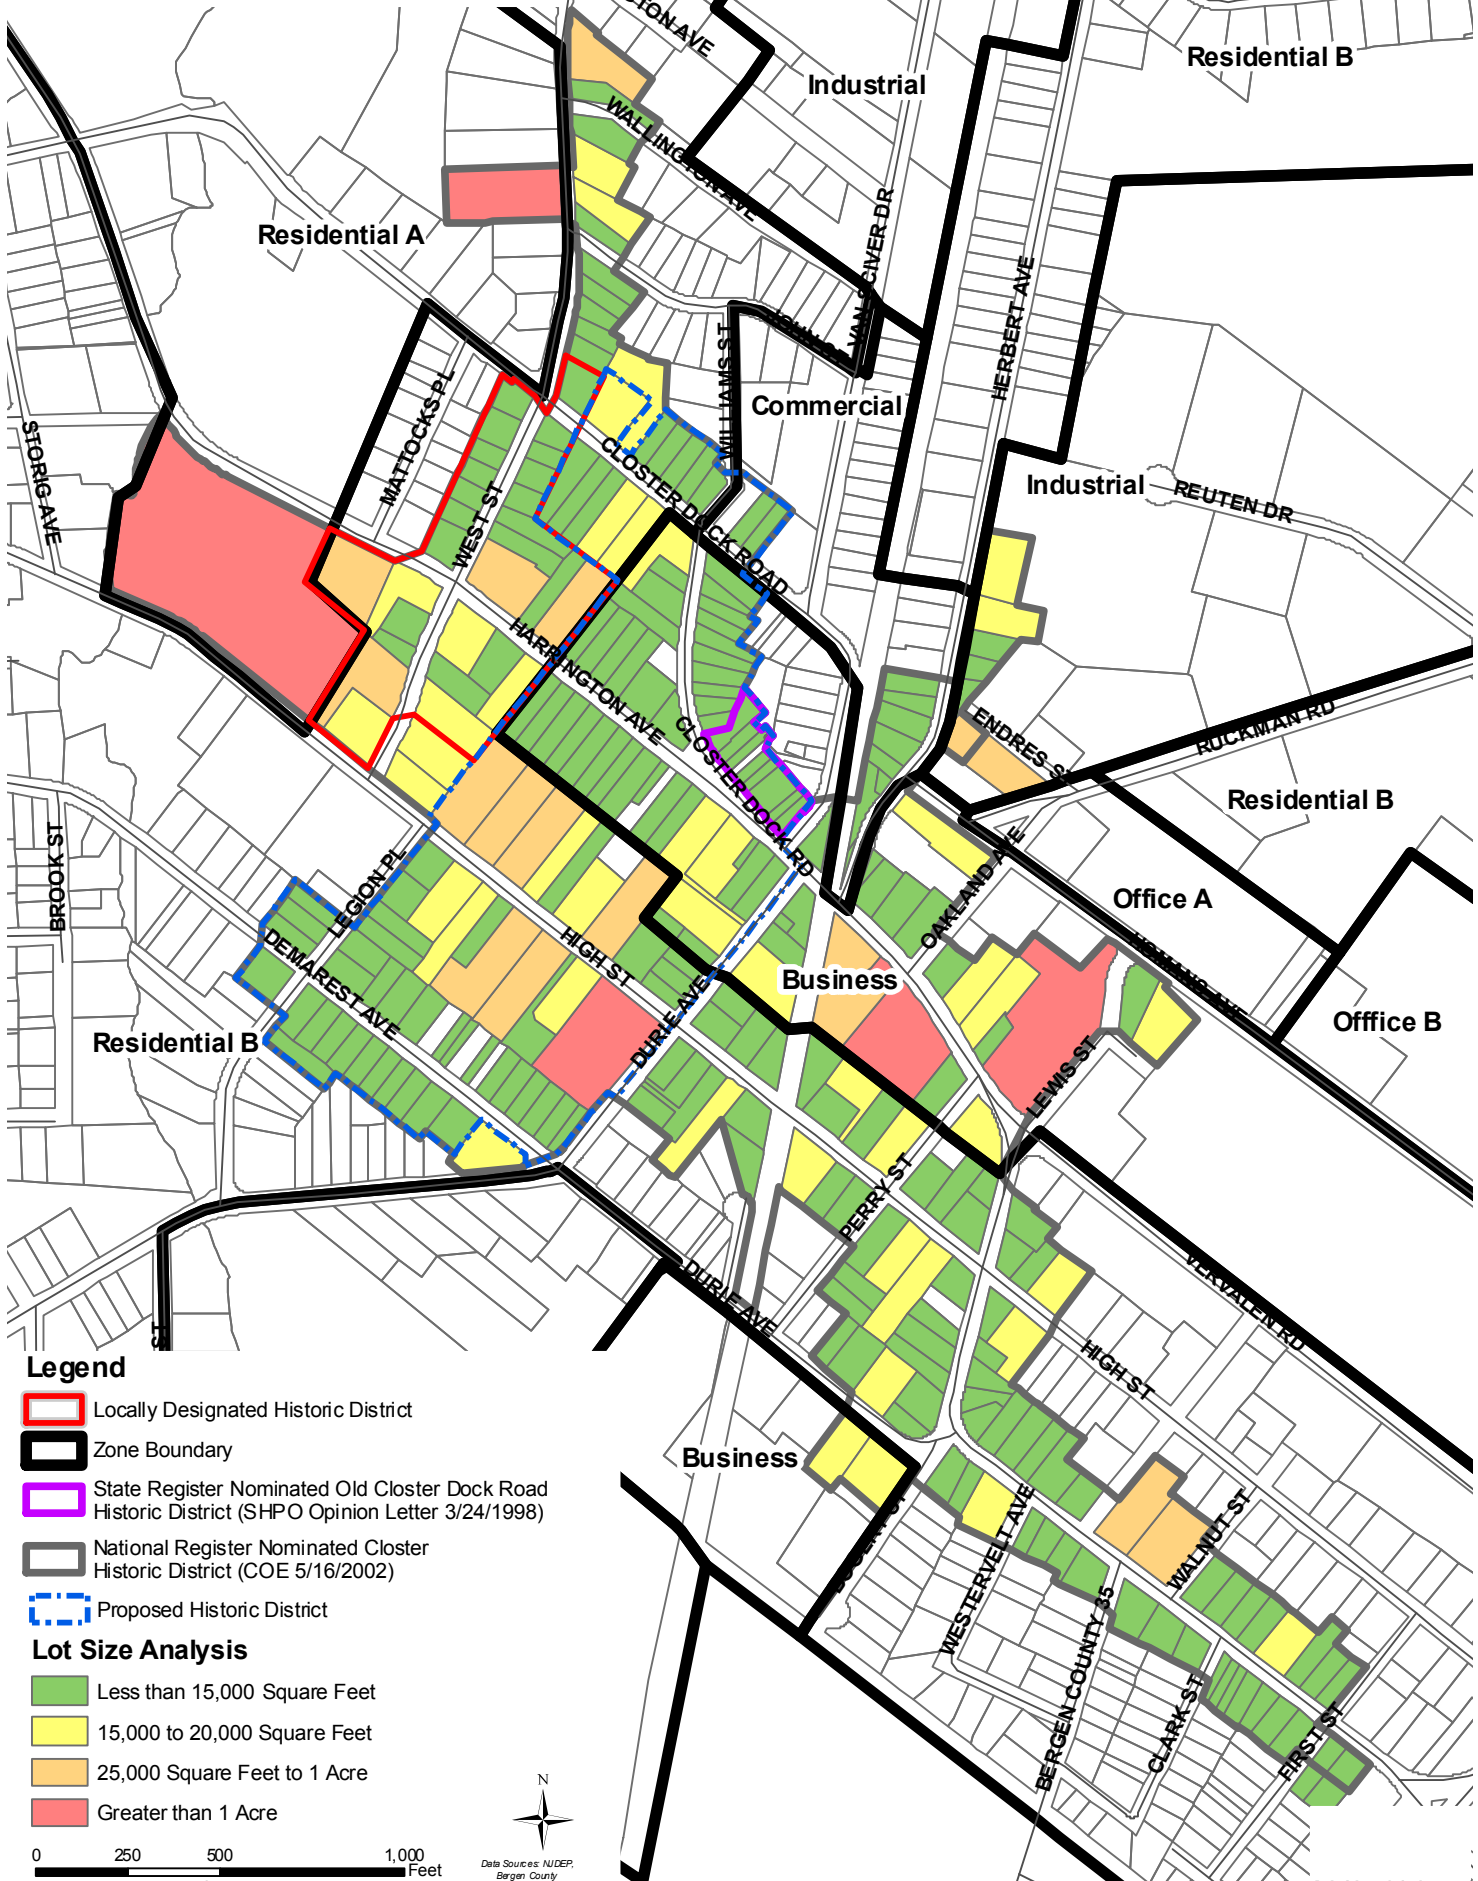 Residential B
Industrial
WALLINGTON AVE
VAN SCIVER DR
Residential A
HERBERT AVE
JOHN ST
WILLIAMS ST
MATTOCKS PL
Commercial
STORIG AVE
CLOSTER DOCK ROAD
WEST ST
Industrial
REUTEN DR
HARRINGTON AVE
CLOSTER DOCK RD
ENDRES ST
RUCKMAN RD
Residential B
BROOK ST
LEGION PL
OAKLAND AVE
Office A
DEMAREST AVE
HIGH ST
HOMANS AVE
Business
DURIE AVE
Offfice B
Residential B
LEWIS ST
PERRY ST
DURIE AVE
VERVALEN RD
HIGH ST
ST
Business
WESTERVELT AVE
WALNUT ST
BERGEN COUNTY 35
CLARK ST
FIRST ST
Legend
Locally Designated Historic District
Zone Boundary
State Register Nominated Old Closter Dock Road
Historic District (SHPO Opinion Letter 3/24/1998)
National Register Nominated Closter
Historic District (COE 5/16/2002)
Proposed Historic District
Lot Size Analysis
Less than 15,000 Square Feet
15,000 to 20,000 Square Feet
25,000 Square Feet to 1 Acre
Greater than 1 Acre
0 250 500 1,000
Feet
N
Data Sources: NJDEP,
Bergen County